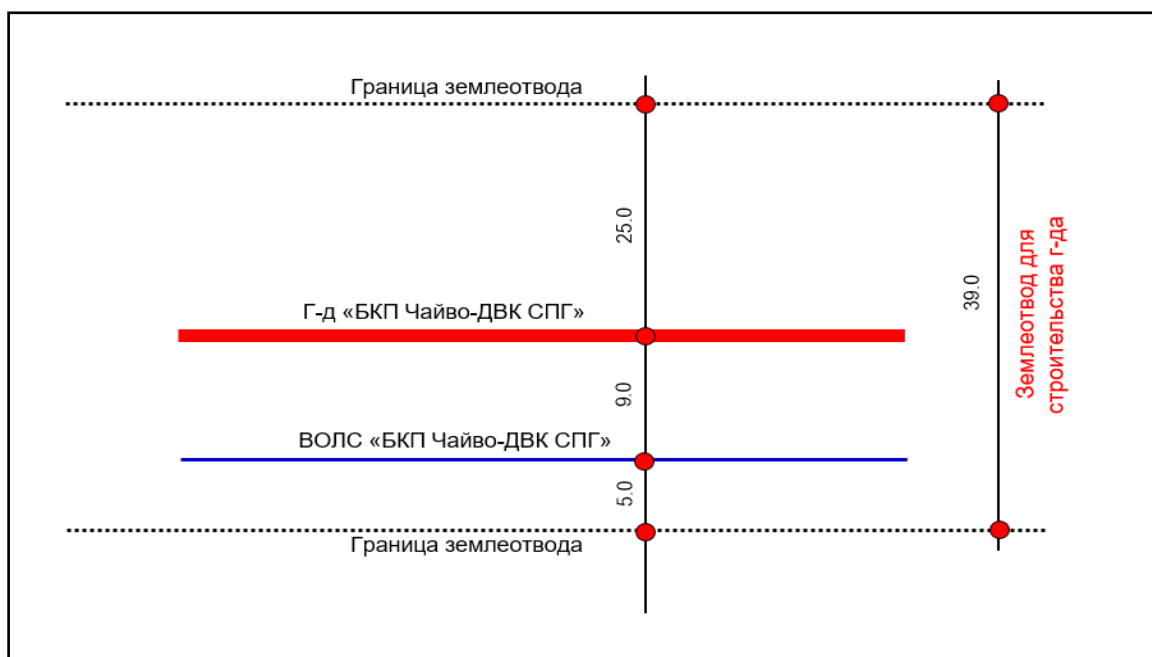 Граница землеотвода
25.0
Г-д «БКП Чайво-ДВК СПГ»
9.0
ВОЛС «БКП Чайво-ДВК СПГ»
5.0
Граница землеотвода
39.0
Землеотвод для
строительства г-да